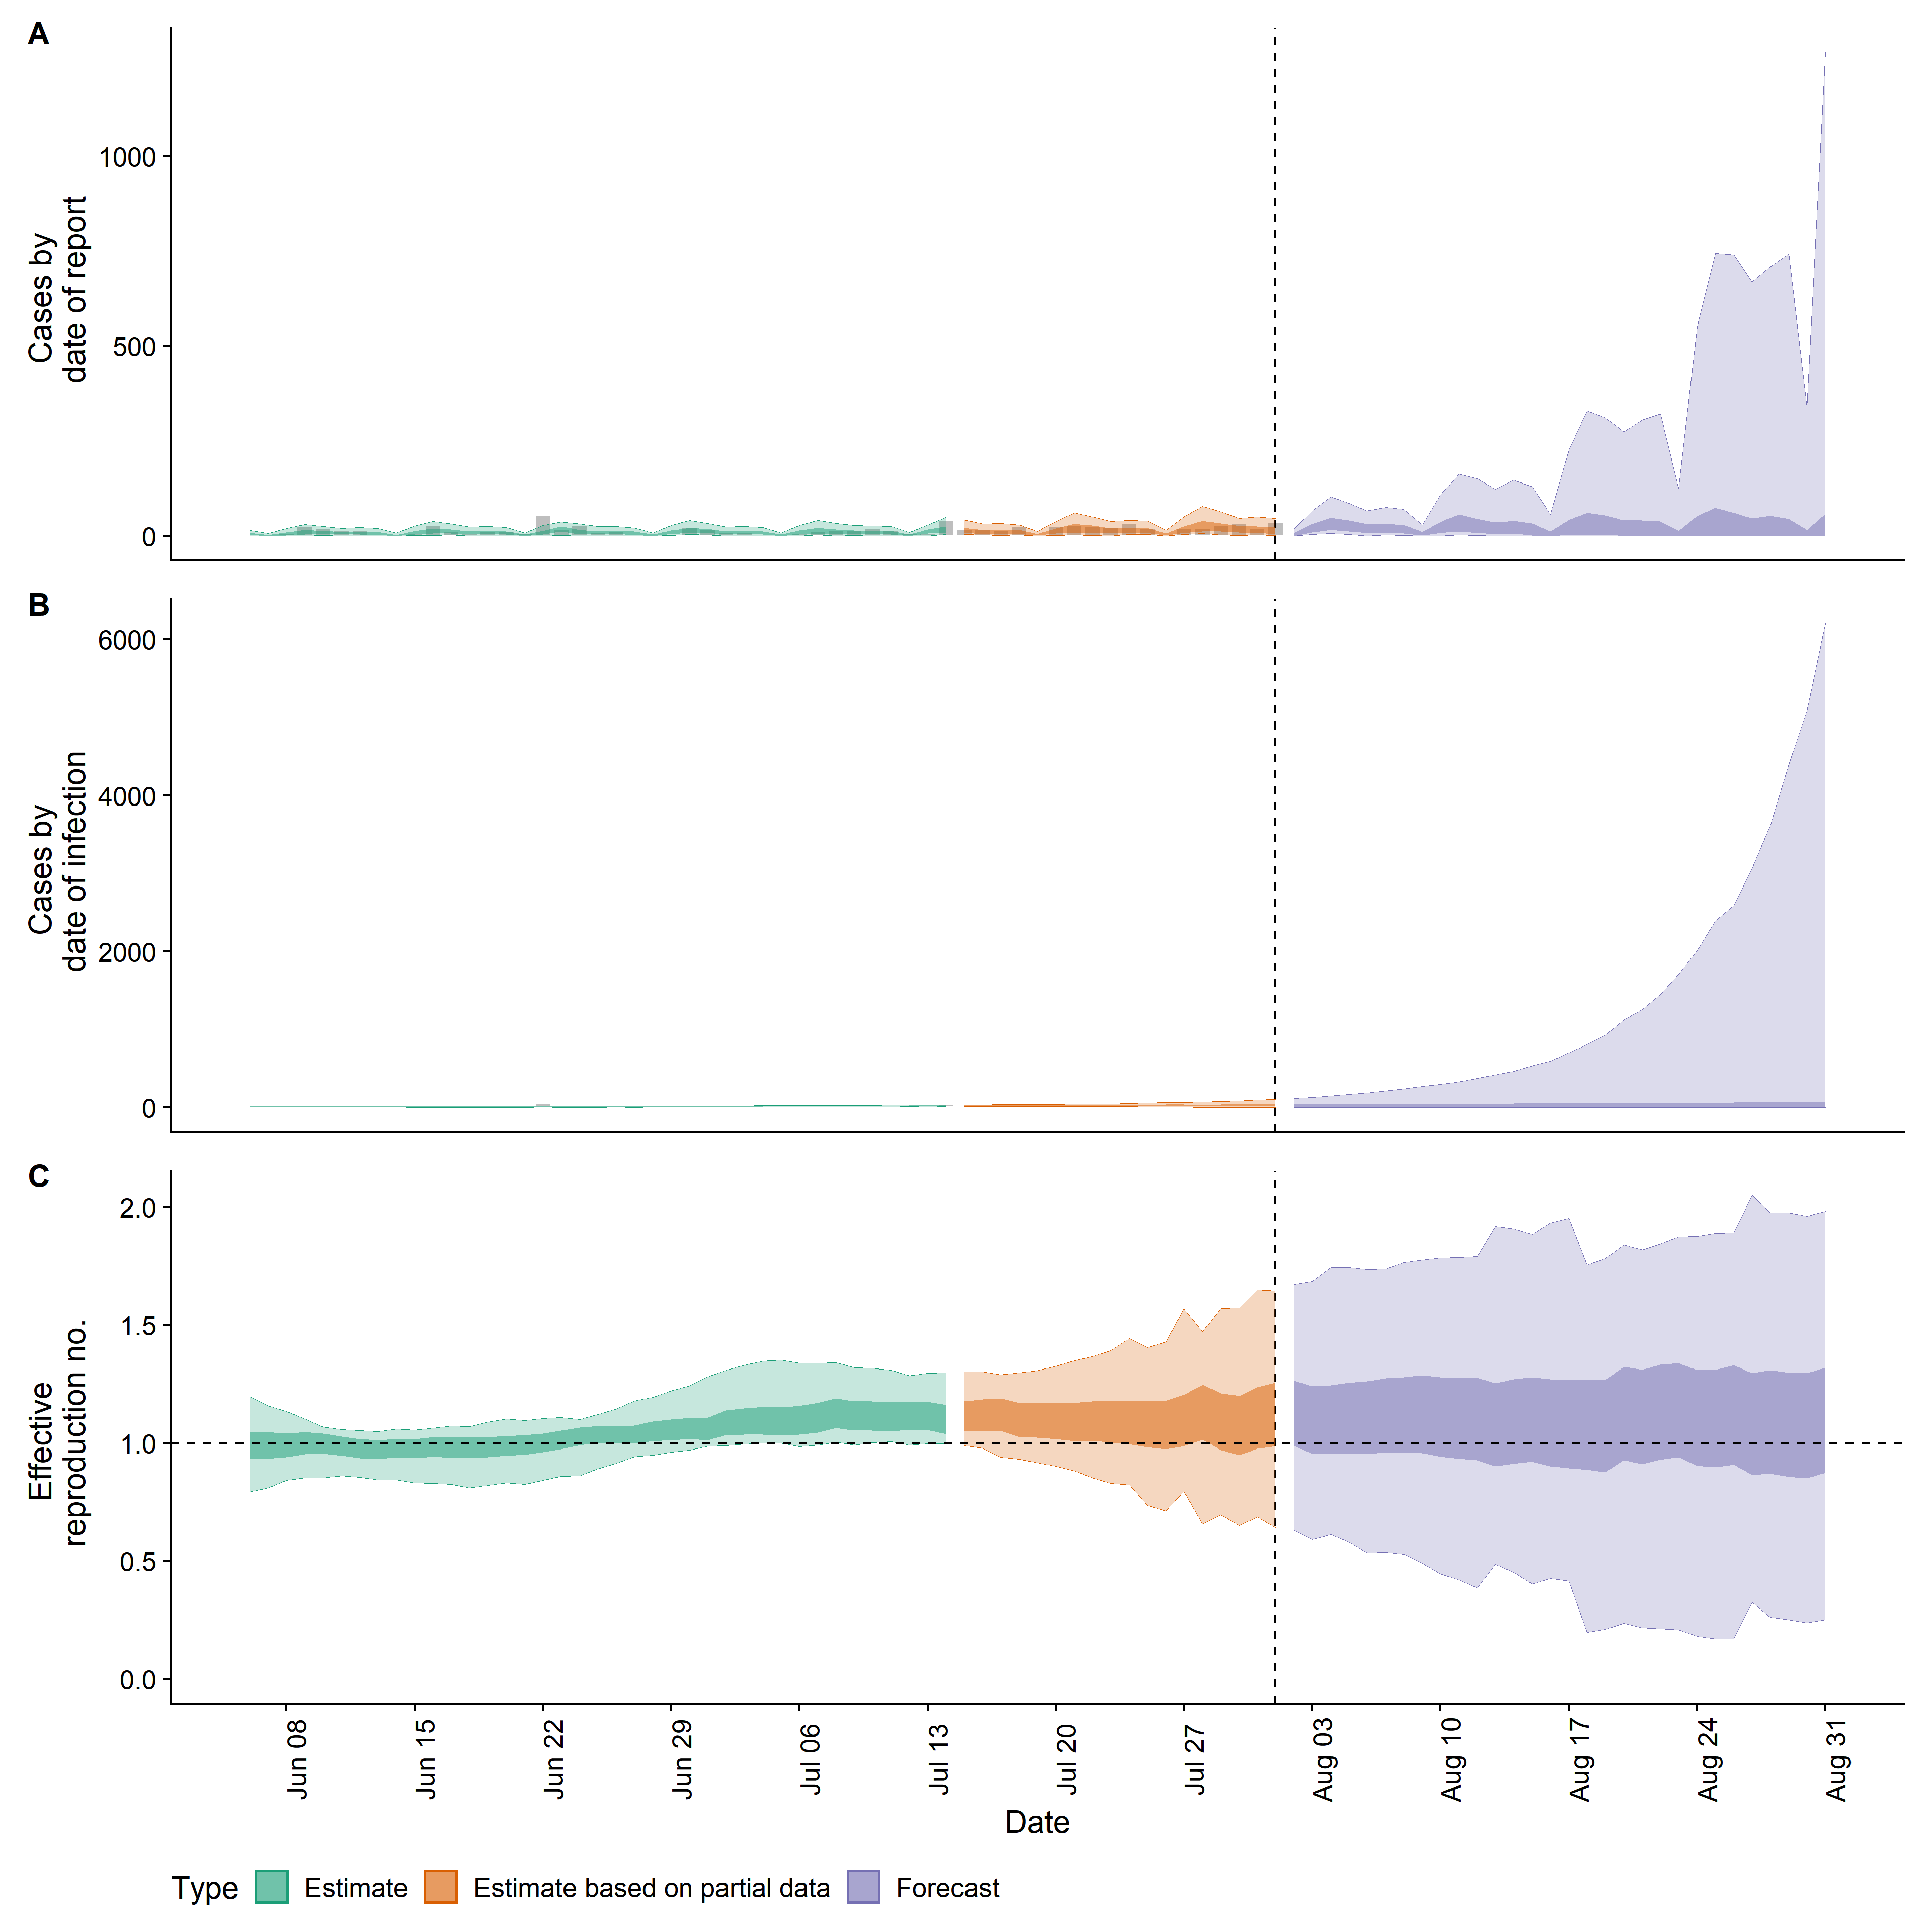 A
1000
500
0
Cases by
date of report
B
6000
4000
2000
0
Cases by
date of infection
C
2.0
1.5
1.0
0.5
0.0
Effective
reproduction no.
Jun 08
Jun 15
Jun 22
Jun 29
Jul 06
Jul 13
Jul 20
Jul 27
Aug 03
Aug 10
Aug 17
Aug 24
Aug 31
Date
Type Estimate Estimate based on partial data Forecast